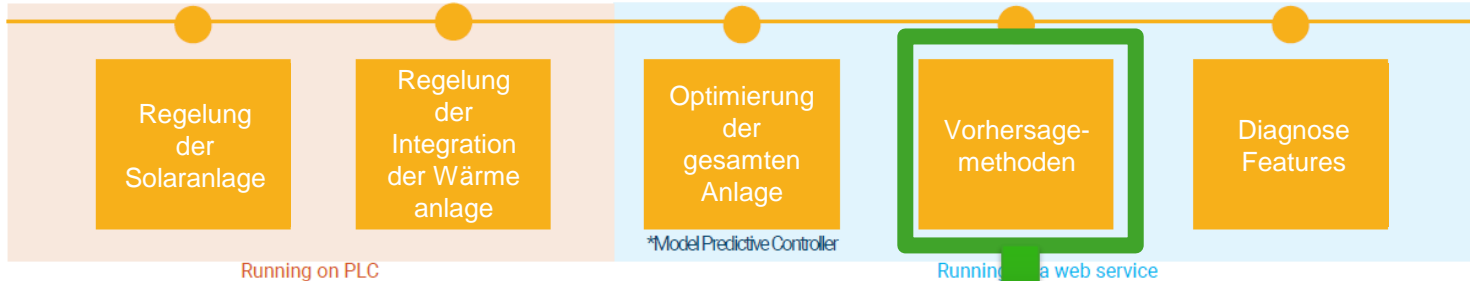 Regelung
der
Solaranlage
Regelung
der
Integration
der Wärme
anlage
Optimierung
der
gesamten
Anlage
Vorhersage-
methoden
Diagnose
Features
*Model Predictive Controller
Running on PLC
Running a web service